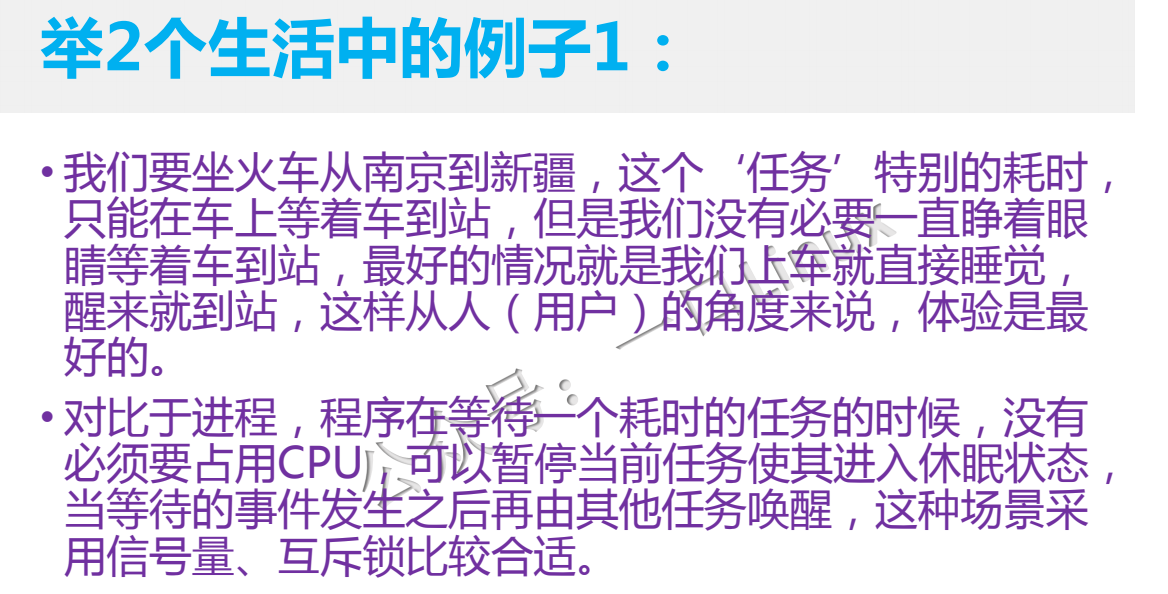 举2个生活中的例子1：
•我们要坐火车从南京到新疆，这个‘任务’特别的耗时，
只能在车上等着车到站，但是我们没有必要一直睁着眼
睛等着车到站，最好的情况就是我们上车就直接睡觉，
醒来就到站，这样从人（用户）的角度来说，体验是最
好的。
•对比于进程，程序在等待一个耗时的任务的时候，没有
必须要占用CPU，可以暂停当前任务使其进入休眠状态，
当等待的事件发生之后再由其他任务唤醒，这种场景采
用信号量、互斥锁比较合适。
公众号：一口Linux